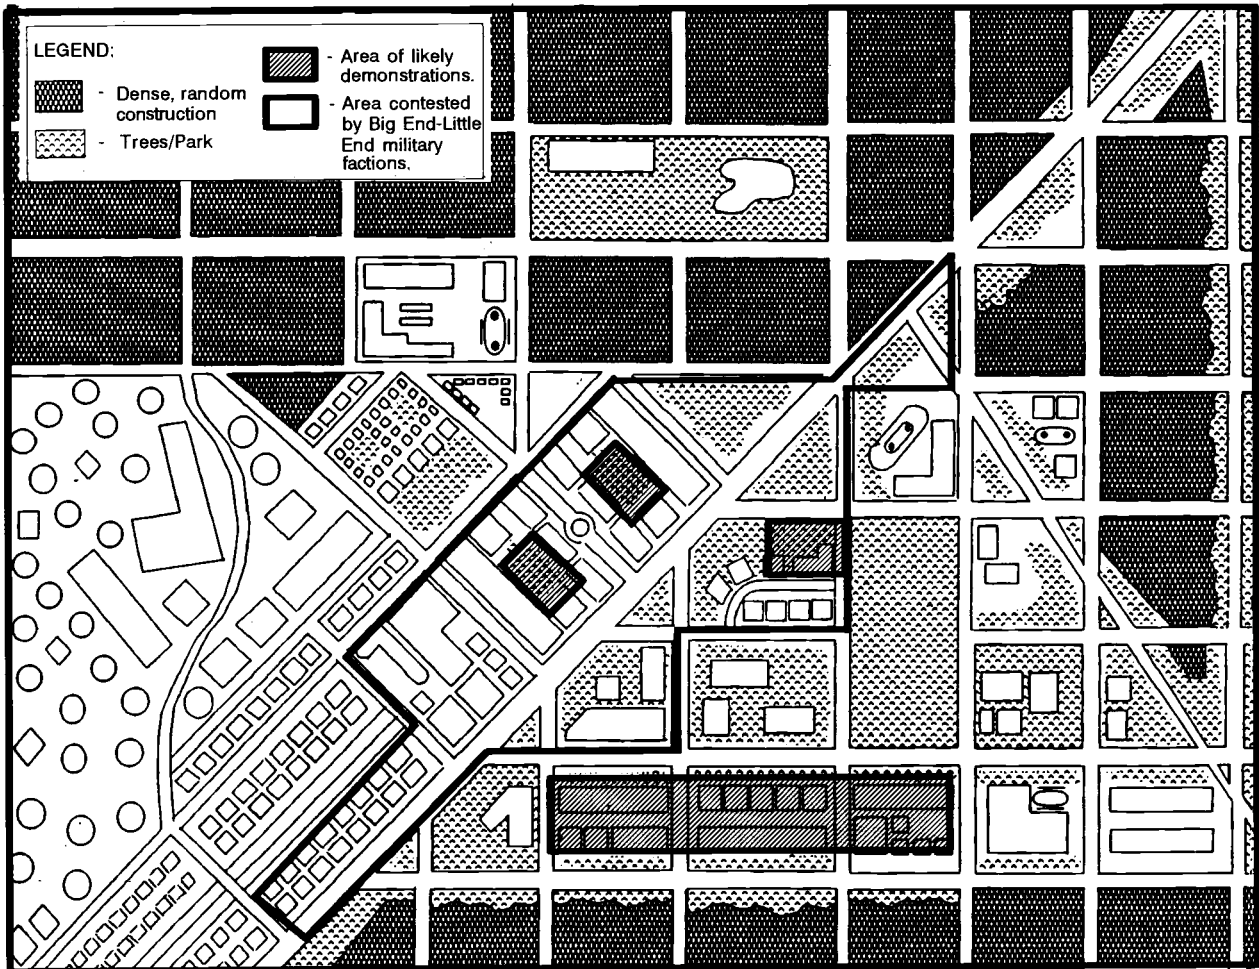 LEGEND:
- Dense, random
construction
- Trees/Park
- Area of likely
demonstrations.
- Area contested
by Big End-Little
End military
factions.